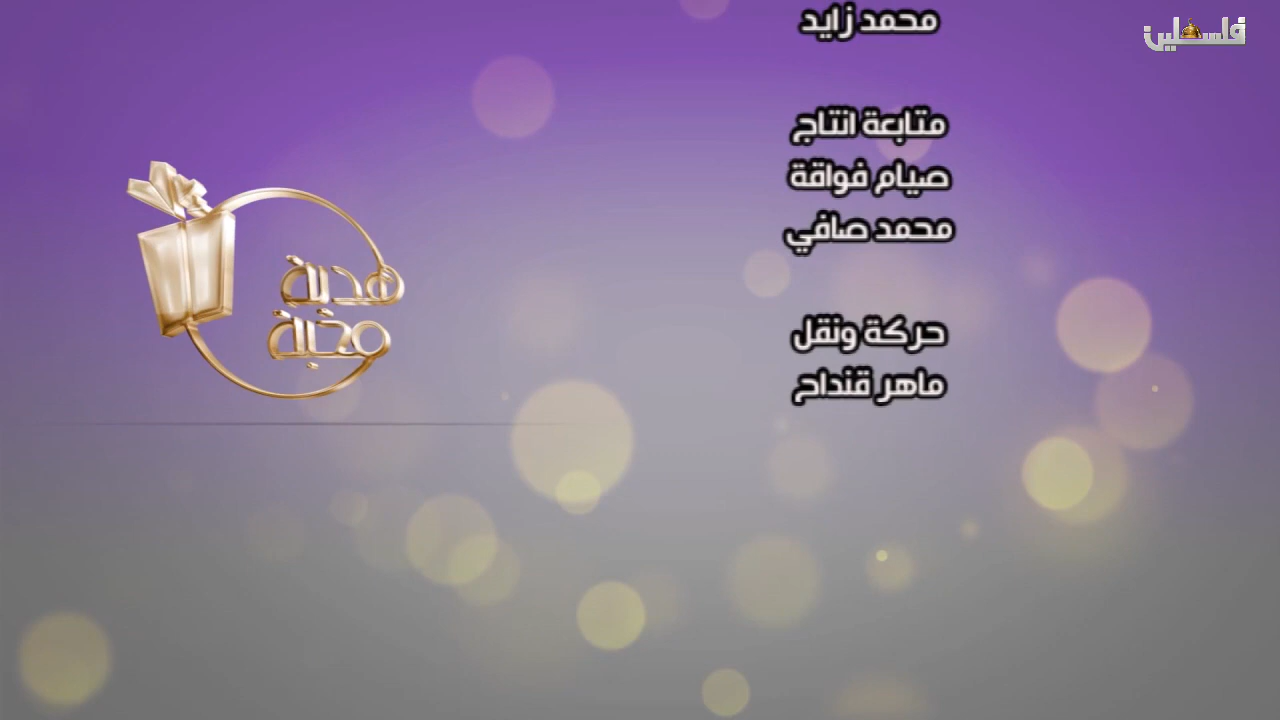 محمد زايد
فلسطين
متابعة انتاج
صيام فواقة
محمد صافي
هدية
محبة
حركة ونقل
ماهر قنداح